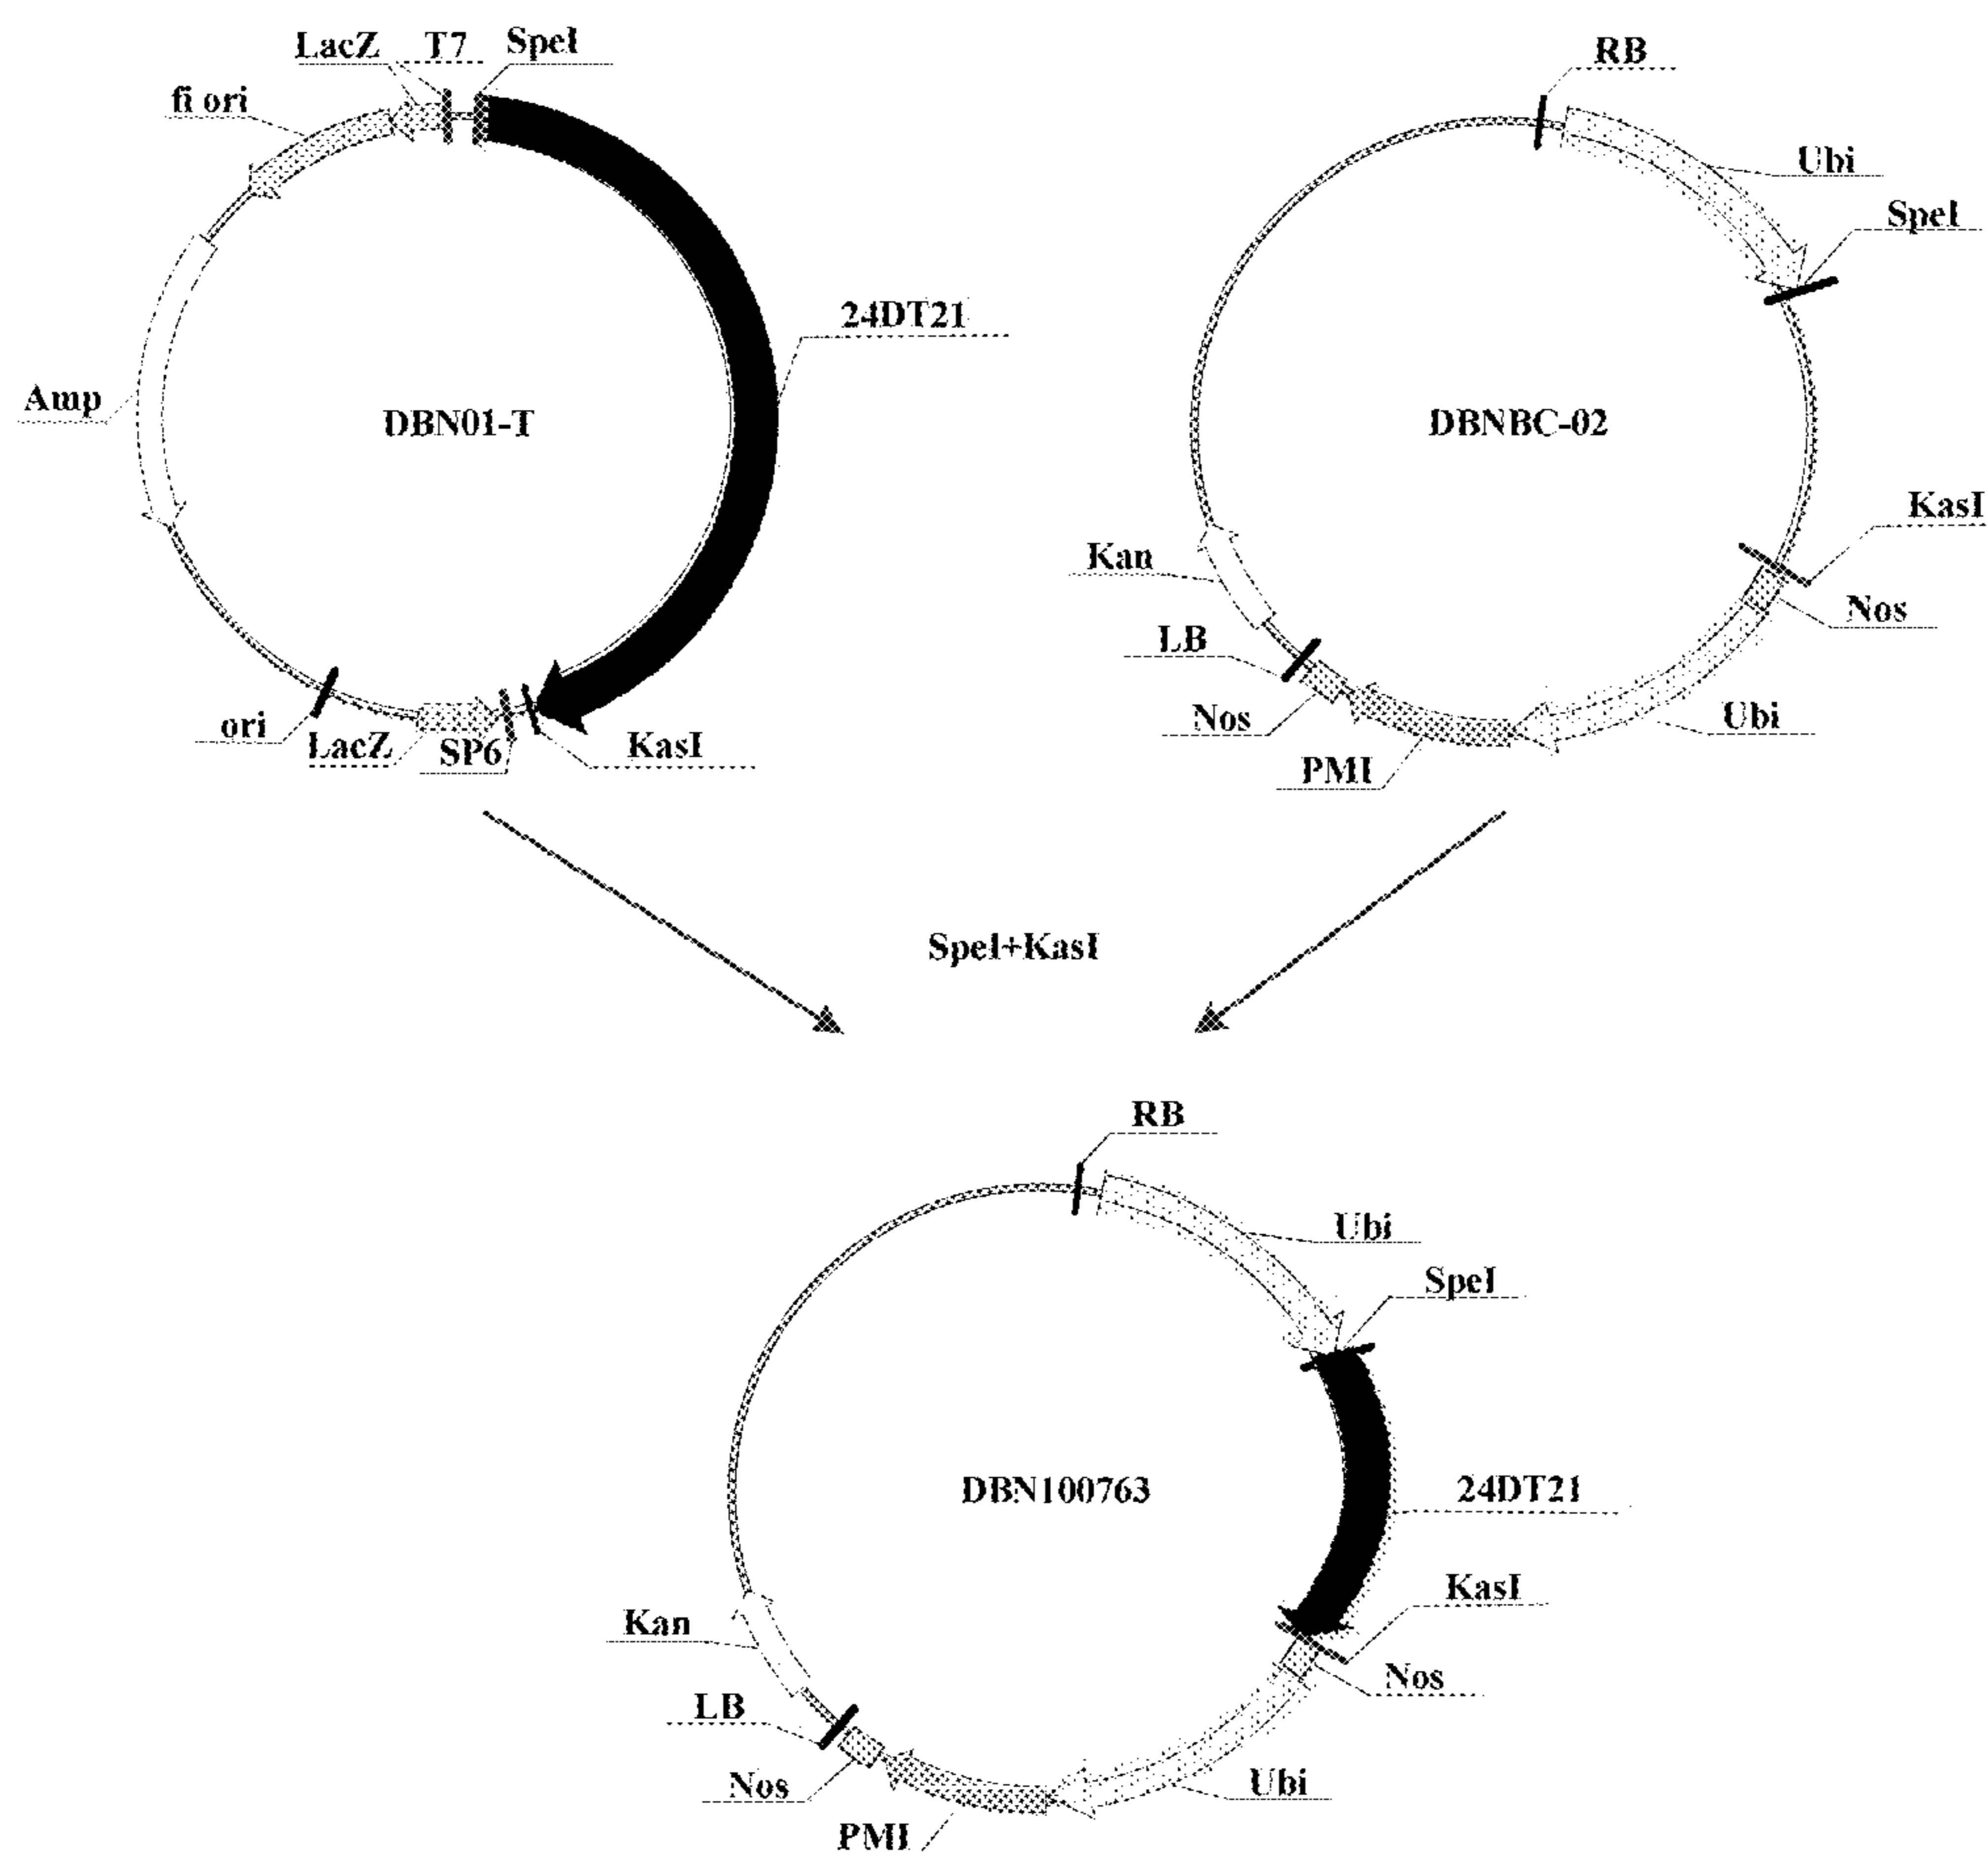 LacZ
T7
SpeI
fi ori
24DT21
Amp
DBN01-T
ori
LacZ
SP6
KasI
RB
Ubi
SpeI
DBNBC-02
KasI
Kan
Nos
LB
Nos
Ubi
PMI
SpeI+KasI
RB
Ubi
SpeI
DBN100763
24DT21
KasI
Kan
Nos
LB
Nos
Ubi
PMI